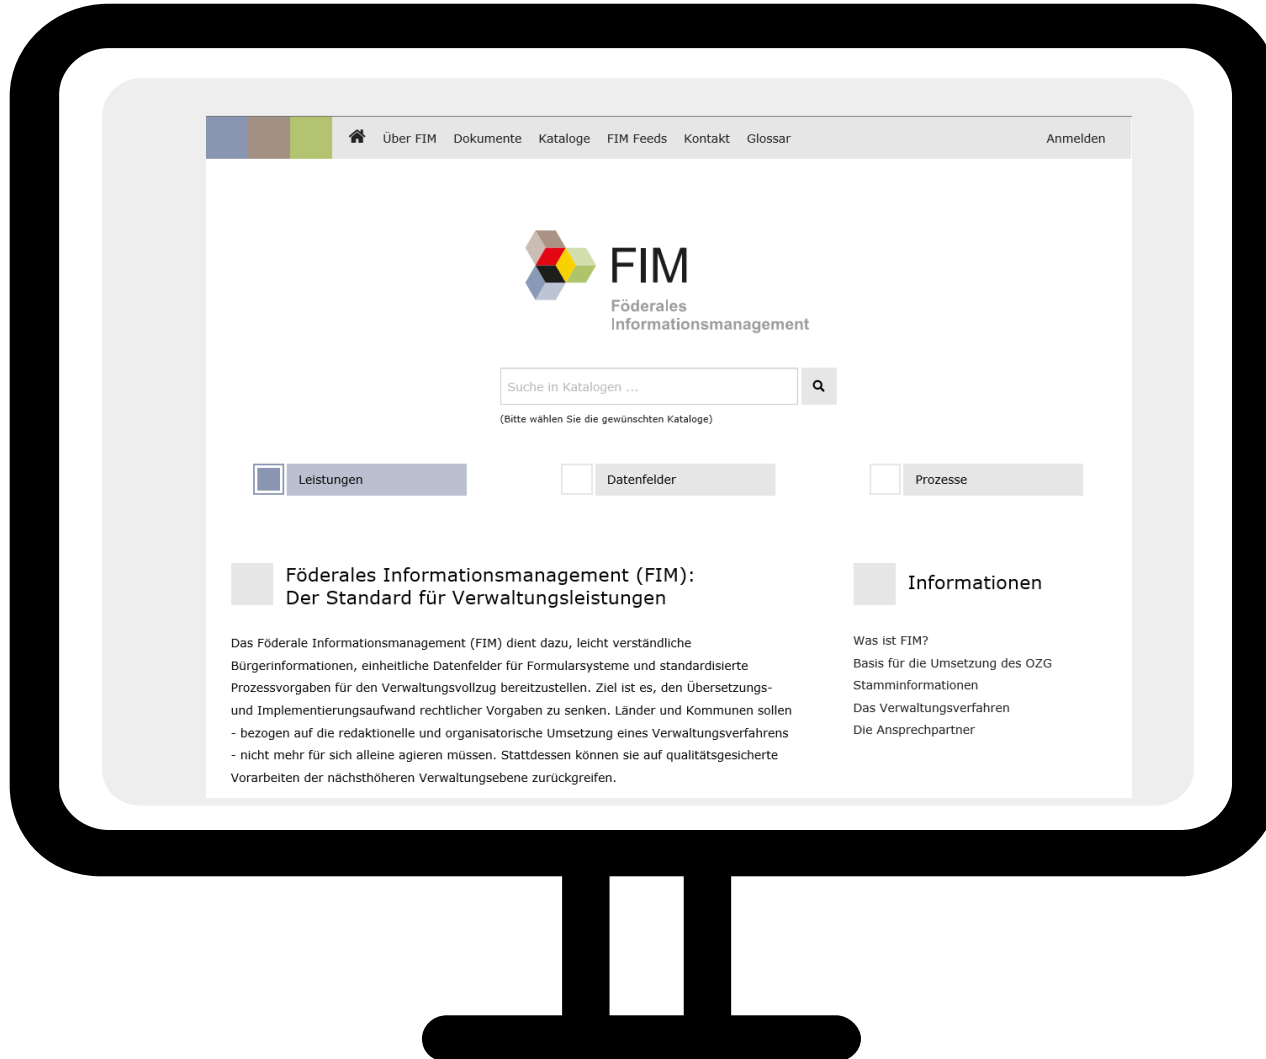 Über FIM Dokumente Kataloge FIM Feeds Kontakt Glossar Anmelden
FIM
Föderales
Informationsmanagement
Suche in Katalogen ...
(Bitte wählen Sie die gewünschten Kataloge)
Leistungen
Datenfelder
Prozesse
Föderales Informationsmanagement (FIM):
Der Standard für Verwaltungsleistungen
Das Föderale Informationsmanagement (FIM) dient dazu, leicht verständliche
Bürgerinformationen, einheitliche Datenfelder für Formularsysteme und standardisierte
Prozessvorgaben für den Verwaltungsvollzug bereitzustellen. Ziel ist es, den Übersetzungs-
und Implementierungsaufwand rechtlicher Vorgaben zu senken. Länder und Kommunen sollen
- bezogen auf die redaktionelle und organisatorische Umsetzung eines Verwaltungsverfahrens
- nicht mehr für sich alleine agieren müssen. Stattdessen können sie auf qualitätsgesicherte
Vorarbeiten der nächsthöheren Verwaltungsebene zurückgreifen.
Informationen
Was ist FIM?
Basis für die Umsetzung des OZG
Stamminformationen
Das Verwaltungsverfahren
Die Ansprechpartner